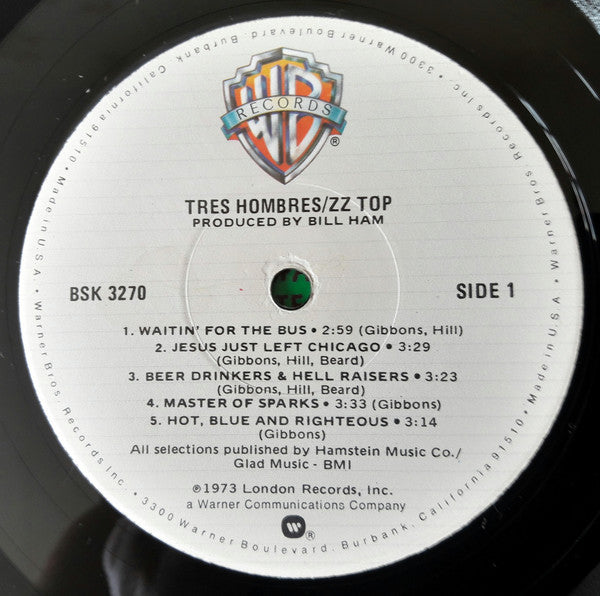 WB
RECORDS
®
TRES HOMBRES/ZZ TOP
PRODUCED BY BILL HAM
BSK 3270
SIDE 1
1. WAITIN' FOR THE BUS • 2:59 (Gibbons, Hill)
2. JESUS JUST LEFT CHICAGO • 3:29
(Gibbons, Hill, Beard)
3. BEER DRINKERS & HELL RAISERS • 3:23
(Gibbons, Hill, Beard)
4. MASTER OF SPARKS • 3:33 (Gibbons)
5. HOT, BLUE AND RIGHTEOUS • 3:14
(Gibbons)
All selections published by Hamstein Music Co./
Glad Music - BMI
℗1973 London Records, Inc.
a Warner Communications Company
®
Warner Bros. Records Inc. • 3300 Warner Boulevard, Burbank, California 91510 • Made in U.S.A. • Warner Bros. Records Inc. • 3300 Warner Boulevard, Burbank, California 91510 • Made in U.S.A. •